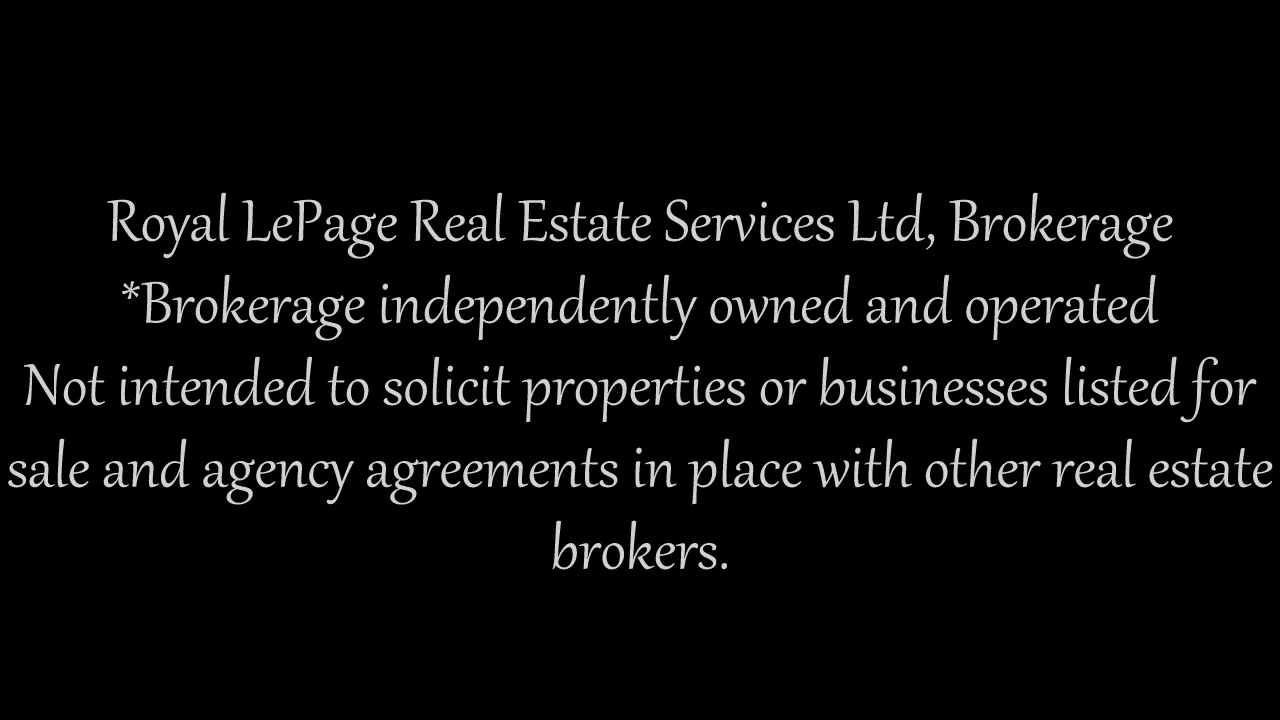 Royal LePage Real Estate Services Ltd, Brokerage
*Brokerage independently owned and operated
Not intended to solicit properties or businesses listed for
sale and agency agreements in place with other real estate
brokers.